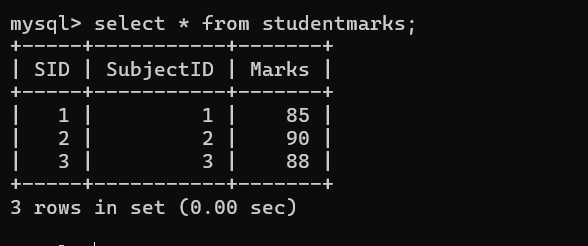 mysql> select * from studentmarks;
+-----+-----------+-------+
| SID | SubjectID | Marks |
+-----+-----------+-------+
|   1 |         1 |    85 |
|   2 |         2 |    90 |
|   3 |         3 |    88 |
+-----+-----------+-------+
3 rows in set (0.00 sec)